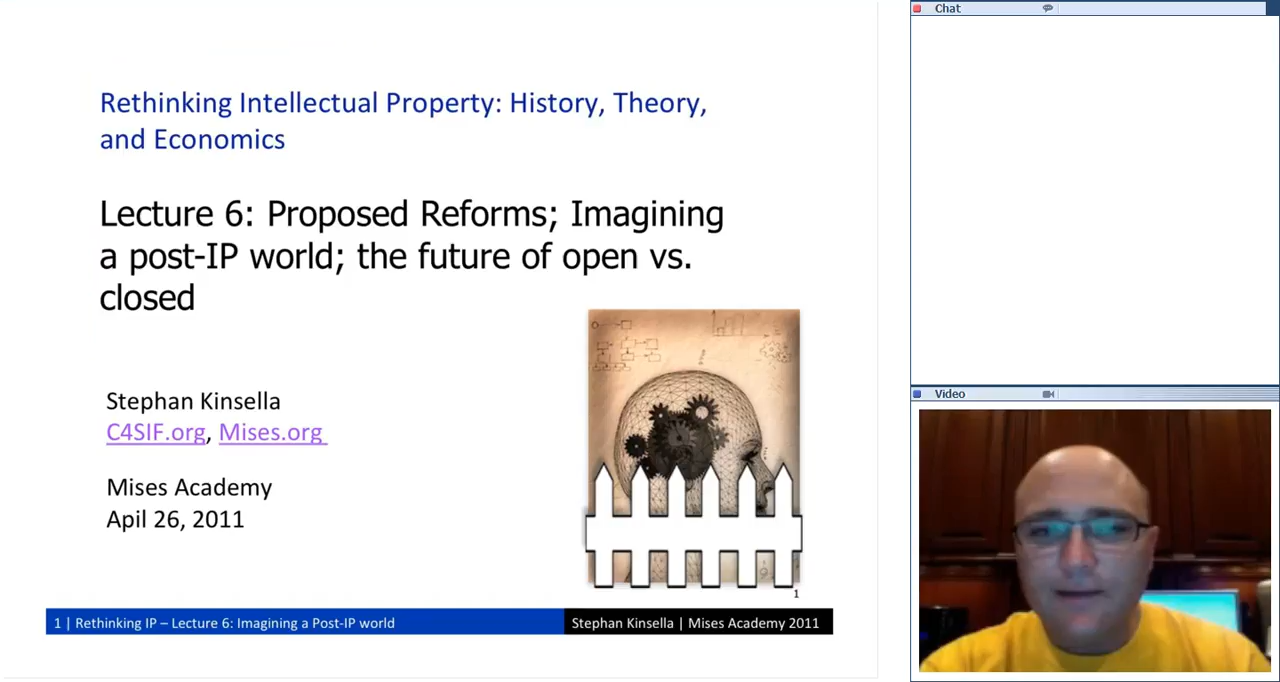 Rethinking Intellectual Property: History, Theory,
and Economics
Lecture 6: Proposed Reforms; Imagining
a post-IP world; the future of open vs.
closed
Stephan Kinsella
C4SIF.org, Mises.org
Mises Academy
Apil 26, 2011
1
1 | Rethinking IP – Lecture 6: Imagining a Post-IP world
Stephan Kinsella | Mises Academy 2011
Chat
Video